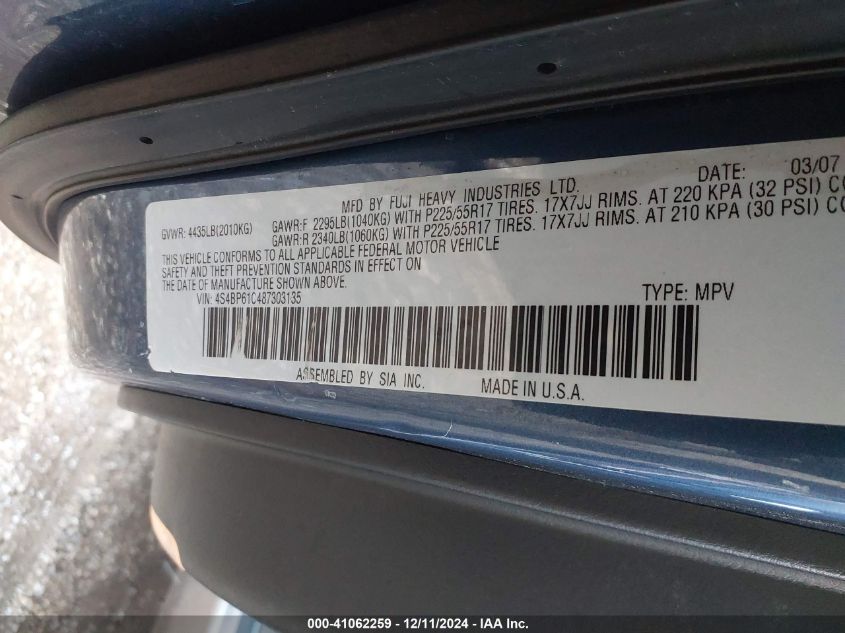 MFD BY FUJI HEAVY INDUSTRIES LTD. DATE: 03/07
GVWR: 4435LB(2010KG) GAWR:F 2295LB(1040KG) WITH P225/55R17 TIRES. 17X7JJ RIMS. AT 220 KPA (32 PSI) CO
GAWR:R 2340LB(1060KG) WITH P225/55R17 TIRES. 17X7JJ RIMS. AT 210 KPA (30 PSI) CO
THIS VEHICLE CONFORMS TO ALL APPLICABLE FEDERAL MOTOR VEHICLE
SAFETY AND THEFT PREVENTION STANDARDS IN EFFECT ON
THE DATE OF MANUFACTURE SHOWN ABOVE.
VIN: 4S4BP61C487303135 TYPE: MPV
ASSEMBLED BY SIA INC. MADE IN U.S.A.
000-41062259 - 12/11/2024 - IAA Inc.